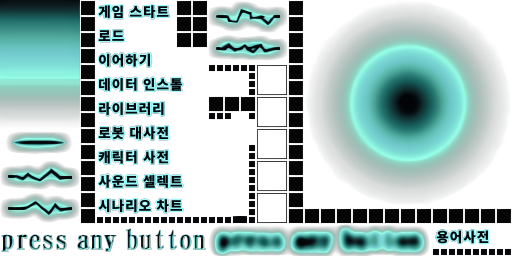 게임 스타트
로드
이어하기
데이터 인스톨
라이브러리
로봇 대사전
캐릭터 사전
사운드 셀렉트
시나리오 차트
press any button
용어사전